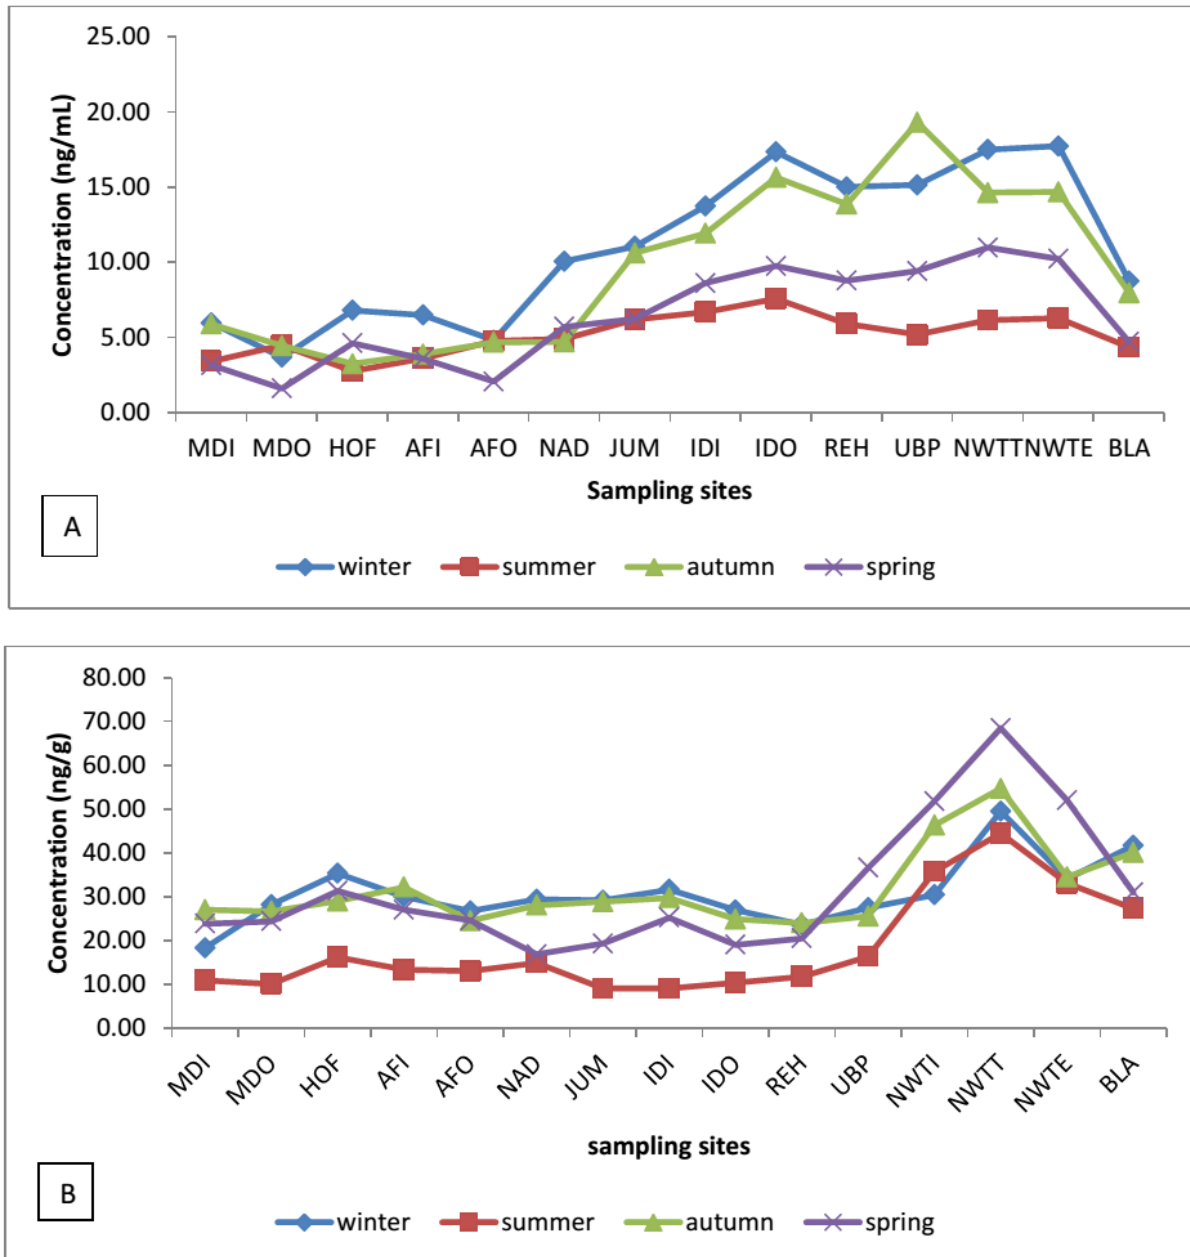 25.00
20.00
15.00
10.00
5.00
0.00
Concentration (ng/mL)
MDI MDO HOF AFI AFO NAD JUM IDI IDO REH UBP NWTT NWTE BLA
Sampling sites
A
winter summer autumn spring
80.00
70.00
60.00
50.00
40.00
30.00
20.00
10.00
0.00
Concentration (ng/g)
MDI MDO HOF AFI AFO NAD JUM IDI IDO REH UBP NWTI NWTT NWTE BLA
sampling sites
B
winter summer autumn spring